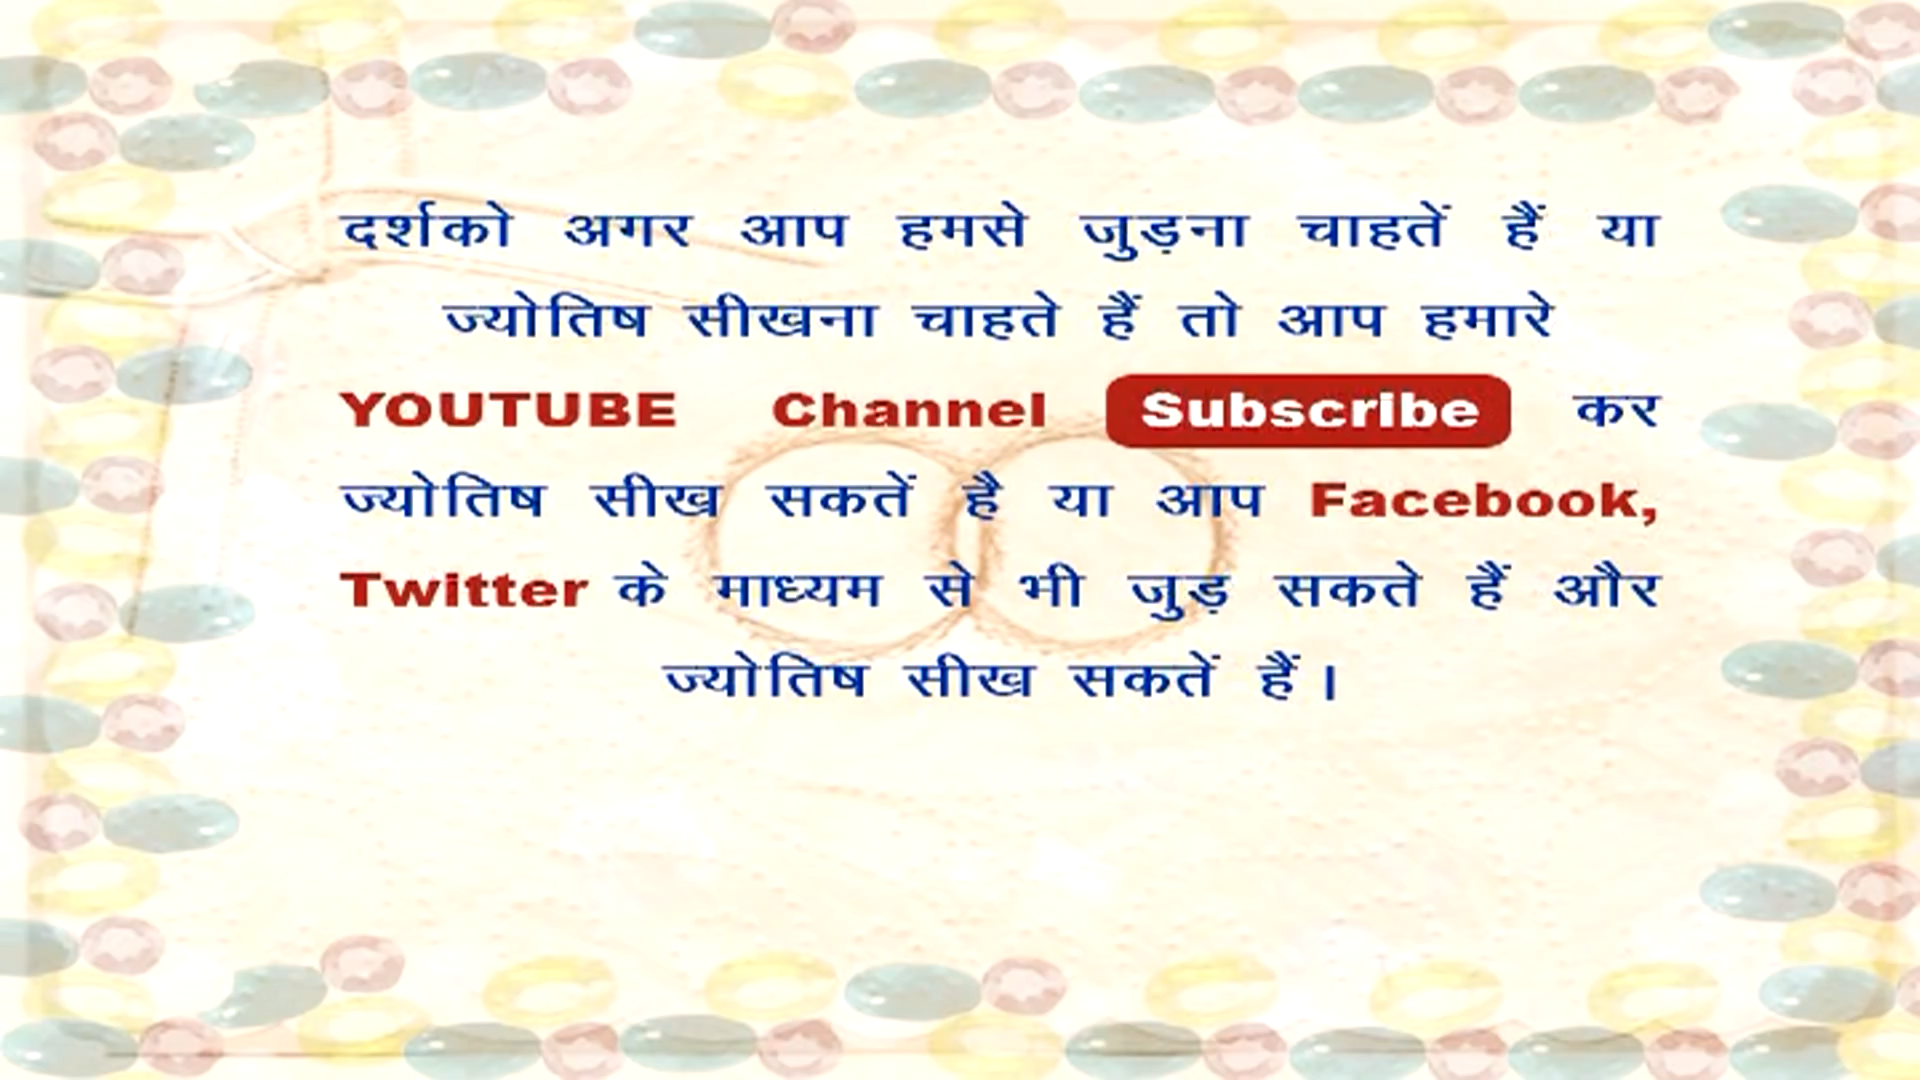 दर्शको अगर आप हमसे जुड़ना चाहतें हैं या
ज्योतिष सीखना चाहते हैं तो आप हमारे
YOUTUBE Channel Subscribe कर
ज्योतिष सीख सकतें है या आप Facebook,
Twitter के माध्यम से भी जुड़ सकते हैं और
ज्योतिष सीख सकतें हैं।